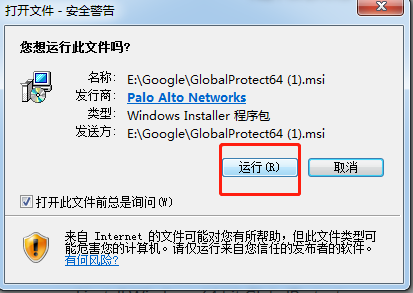 打开文件 - 安全警告
您想运行此文件吗?
名称: E:\Google\GlobalProtect64 (1).msi
发行商: Palo Alto Networks
类型: Windows Installer 程序包
发送方: E:\Google\GlobalProtect64 (1).msi
运行(R) 取消
打开此文件前总是询问(W)
来自 Internet 的文件可能对您有所帮助，但此文件类型可
能危害您的计算机。请仅运行来自您信任的发布者的软件。
有何风险?